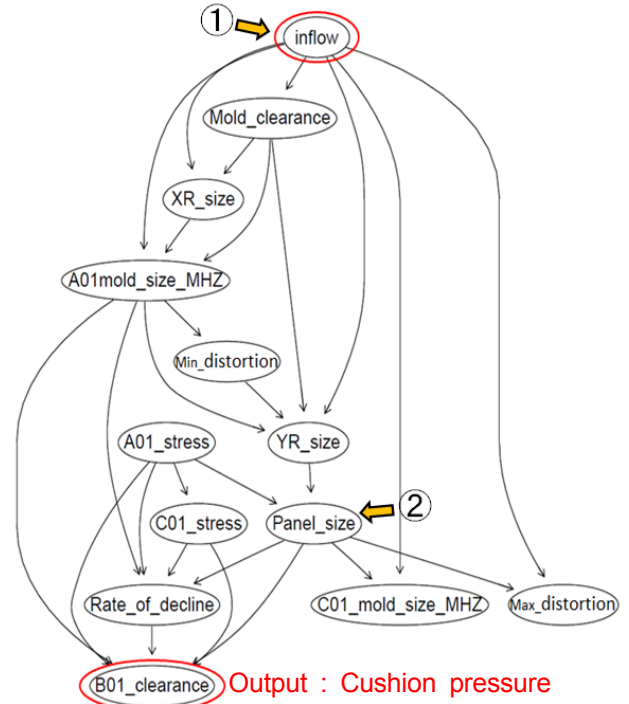 ①
inflow
Mold_clearance
XR_size
A01mold_size_MHZ
Min_distortion
A01_stress
YR_size
C01_stress
Panel_size
②
Rate_of_decline
C01_mold_size_MHZ
Max_distortion
B01_clearance
Output : Cushion pressure